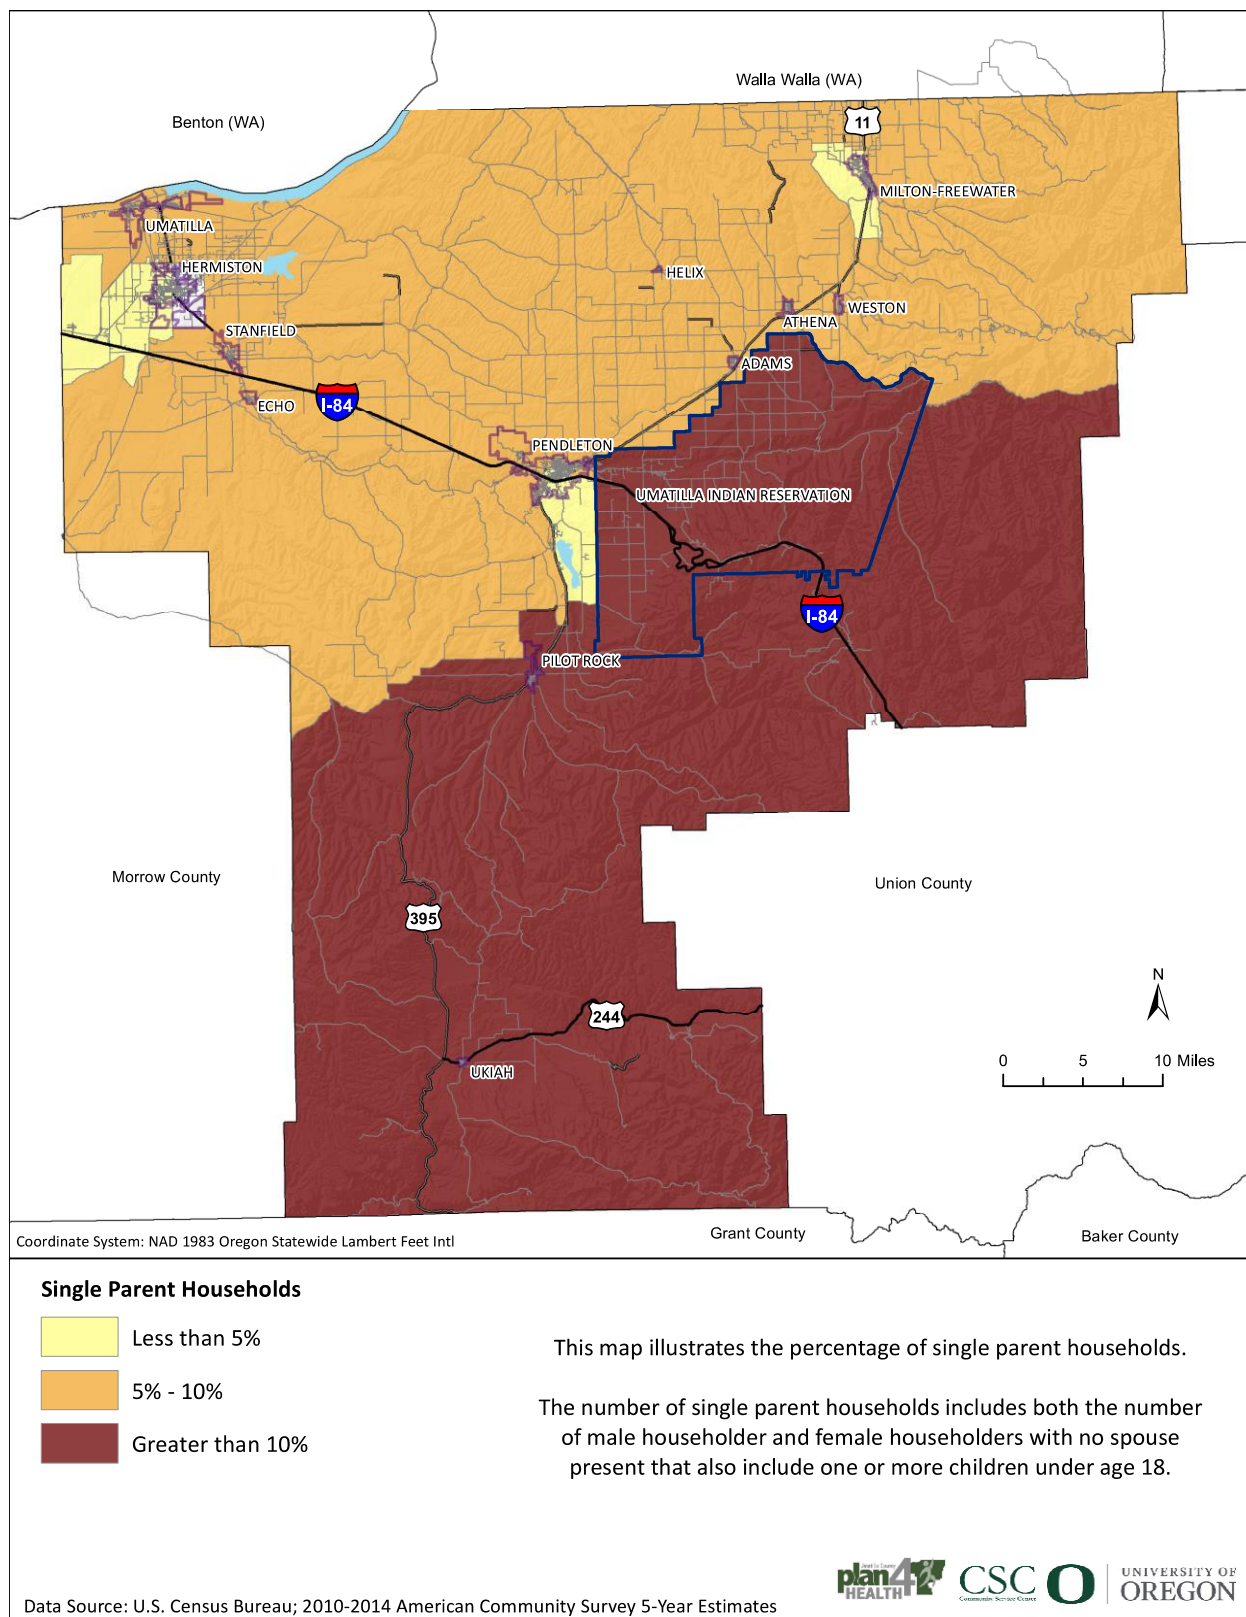 Walla Walla (WA)
Benton (WA)
11
MILTON-FREEWATER
UMATILLA
HERMISTON
HELIX
WESTON
STANFIELD
ATHENA
ADAMS
I-84
ECHO
PENDLETON
UMATILLA INDIAN RESERVATION
I-84
PILOT ROCK
Morrow County
Union County
395
N
244
0 5 10 Miles
UKIAH
Grant County
Baker County
Coordinate System: NAD 1983 Oregon Statewide Lambert Feet Intl
Single Parent Households
Less than 5%
5% - 10%
Greater than 10%
This map illustrates the percentage of single parent households.
The number of single parent households includes both the number
of male householder and female householders with no spouse
present that also include one or more children under age 18.
plan4
HEALTH
CSC
Community Service Center
O
UNIVERSITY OF
OREGON
Data Source: U.S. Census Bureau; 2010-2014 American Community Survey 5-Year Estimates